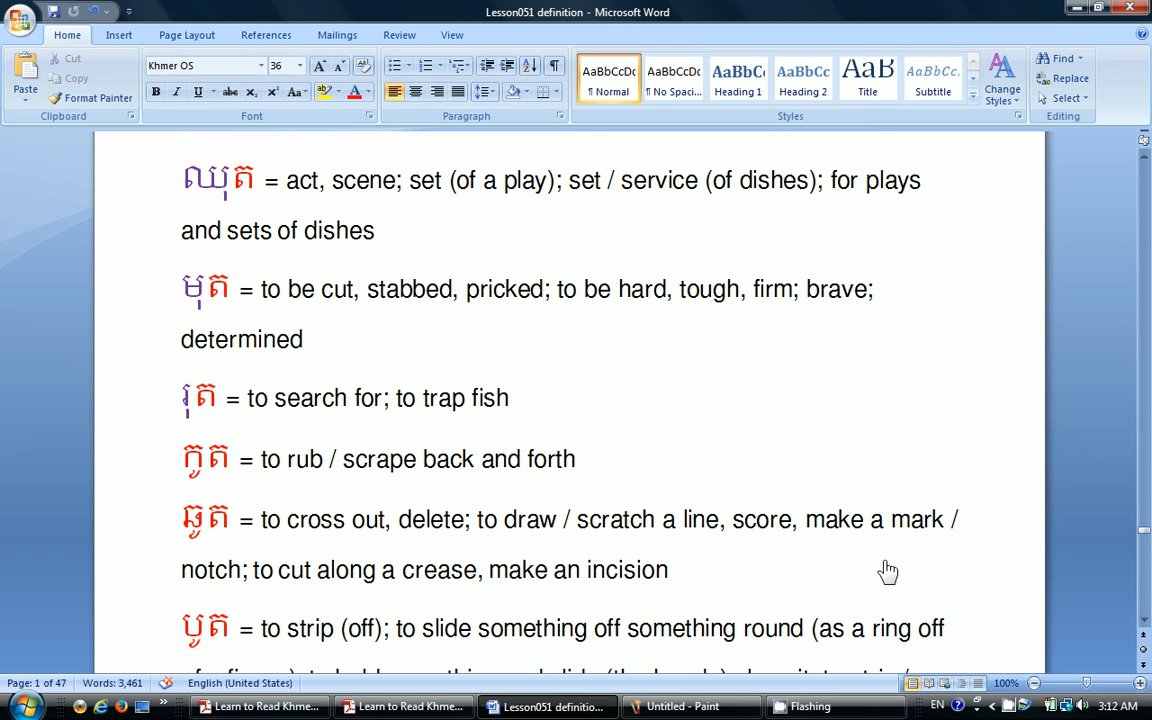 Lesson051 definition - Microsoft Word
Home Insert Page Layout References Mailings Review View
Paste
Cut
Copy
Format Painter
Clipboard
Khmer OS 36
Font
Paragraph
AaBbCcDc AaBbCcDc AaBbC AaBbCc AaB AaBbCc.
¶ Normal ¶ No Spaci... Heading 1 Heading 2 Title Subtitle
Change Styles
Styles
Find
Replace
Select
Editing
ឈុត = act, scene; set (of a play); set / service (of dishes); for plays
and sets of dishes
មុត = to be cut, stabbed, pricked; to be hard, tough, firm; brave;
determined
រុត = to search for; to trap fish
កូត = to rub / scrape back and forth
ឆូត = to cross out, delete; to draw / scratch a line, score, make a mark /
notch; to cut along a crease, make an incision
បូត = to strip (off); to slide something off something round (as a ring off
Page: 1 of 47 Words: 3,461 English (United States) 100%
Learn to Read Khme... Learn to Read Khme... Lesson051 definitio... Untitled - Paint Flashing EN 3:12 AM